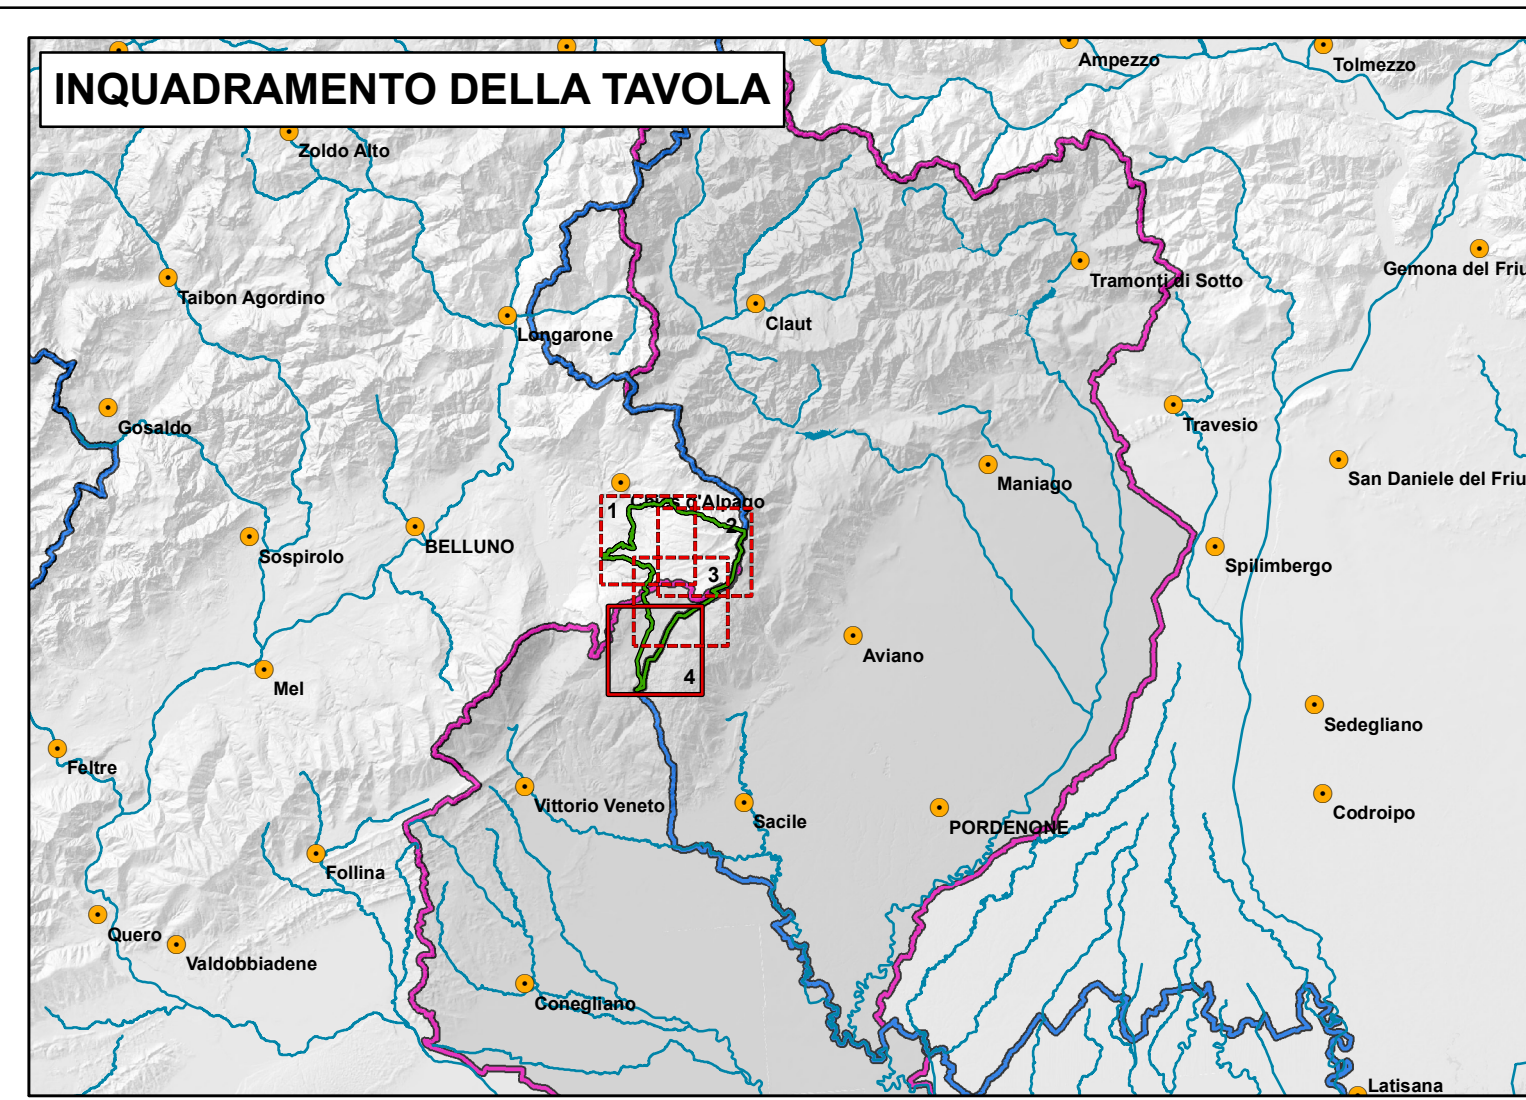 INQUADRAMENTO DELLA TAVOLA
Ampezzo
Tolmezzo
Zoldo Alto
Gemona del Friu
Tramonti di Sotto
Taibon Agordino
Claut
Longarone
Gosaldo
Travesio
San Daniele del Friu
Maniago
Chies d'Alpago
1
2
BELLUNO
Sospirolo
Spilimbergo
3
Aviano
4
Mel
Sedegliano
Feltre
Vittorio Veneto
Sacile
PORDENONE
Codroipo
Follina
Quero
Valdobbiadene
Conegliano
Latisana